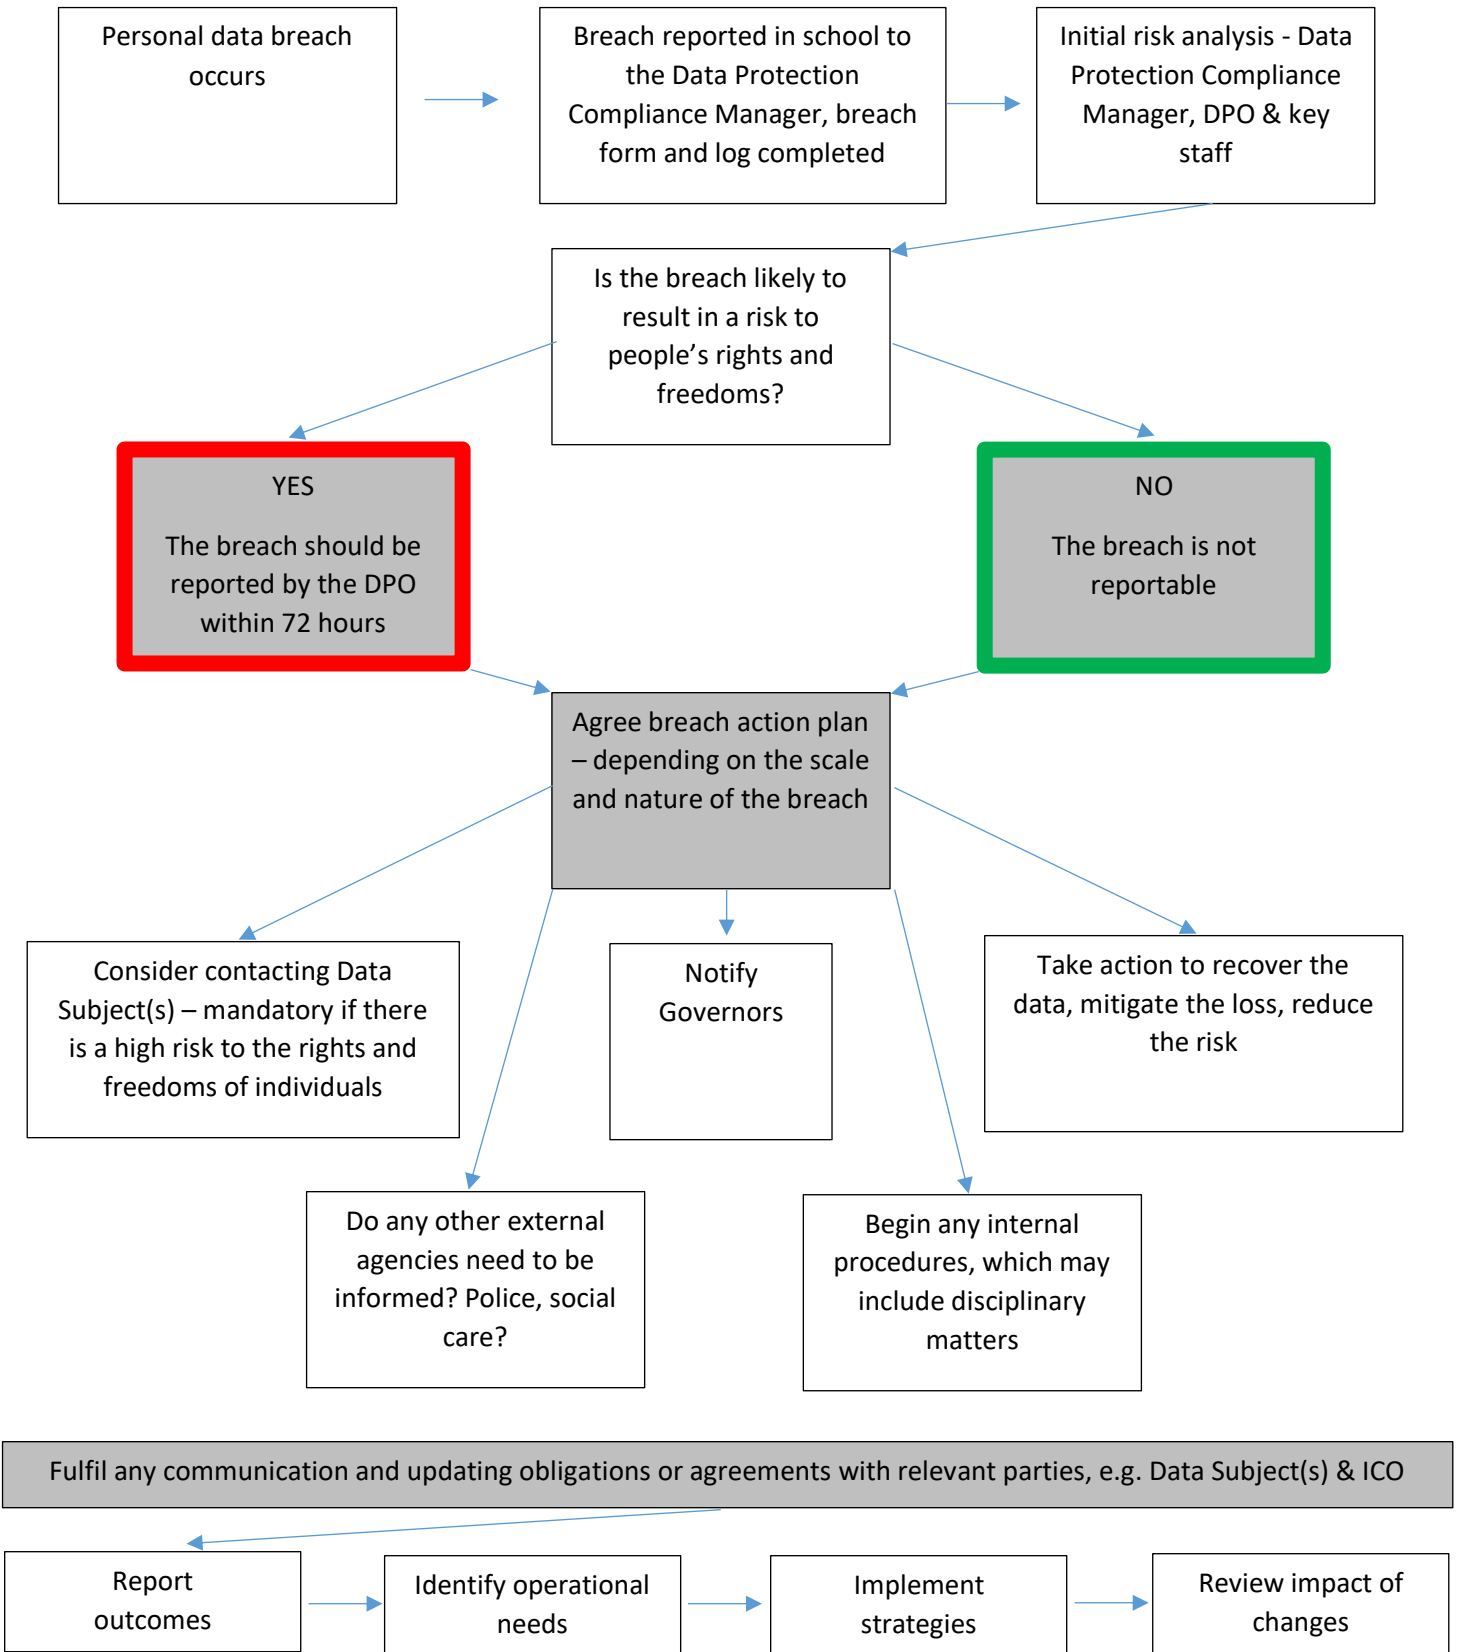 Personal data breach
occurs
Breach reported in school to
the Data Protection
Compliance Manager, breach
form and log completed
Initial risk analysis - Data
Protection Compliance
Manager, DPO & key
staff
Is the breach likely to
result in a risk to
people’s rights and
freedoms?
YES
The breach should be
reported by the DPO
within 72 hours
NO
The breach is not
reportable
Agree breach action plan
– depending on the scale
and nature of the breach
Consider contacting Data
Subject(s) – mandatory if there
is a high risk to the rights and
freedoms of individuals
Notify
Governors
Take action to recover the
data, mitigate the loss, reduce
the risk
Do any other external
agencies need to be
informed? Police, social
care?
Begin any internal
procedures, which may
include disciplinary
matters
Fulfil any communication and updating obligations or agreements with relevant parties, e.g. Data Subject(s) & ICO
Report
outcomes
Identify operational
needs
Implement
strategies
Review impact of
changes